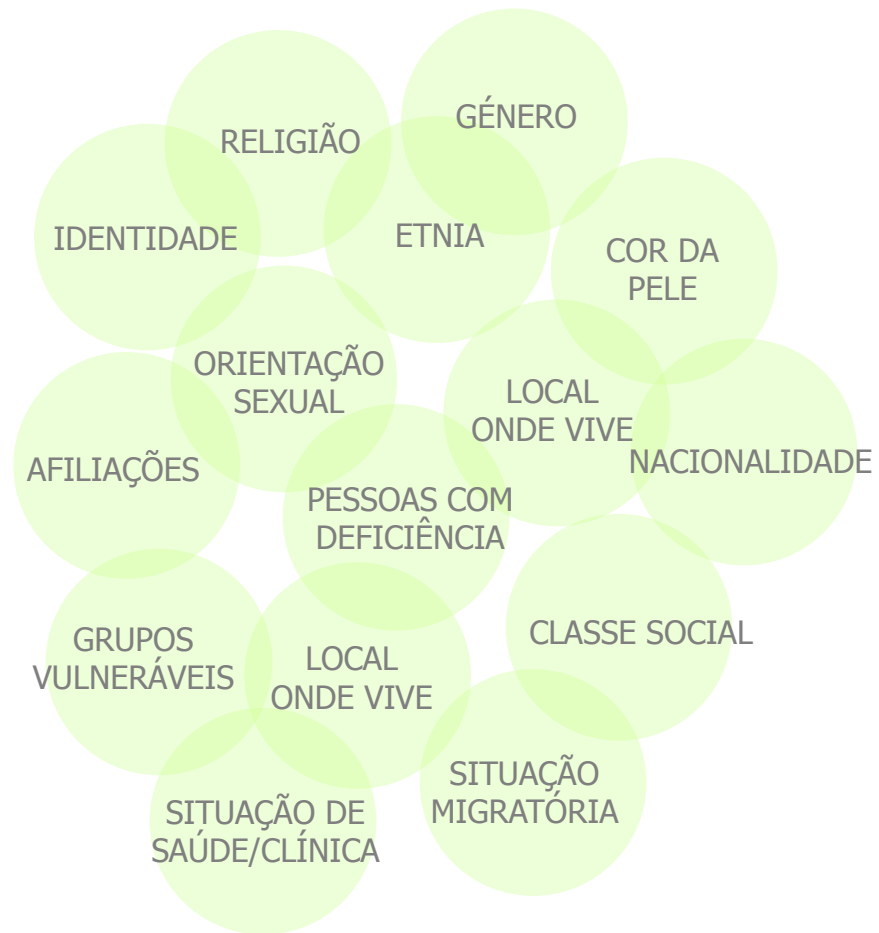 GÉNERO
RELIGIÃO
IDENTIDADE
ETNIA
COR DA
PELE
ORIENTAÇÃO
SEXUAL
LOCAL
ONDE VIVE
NACIONALIDADE
AFILIAÇÕES
PESSOAS COM
DEFICIÊNCIA
CLASSE SOCIAL
GRUPOS
VULNERÁVEIS
LOCAL
ONDE VIVE
SITUAÇÃO
MIGRATÓRIA
SITUAÇÃO DE
SAÚDE/CLÍNICA